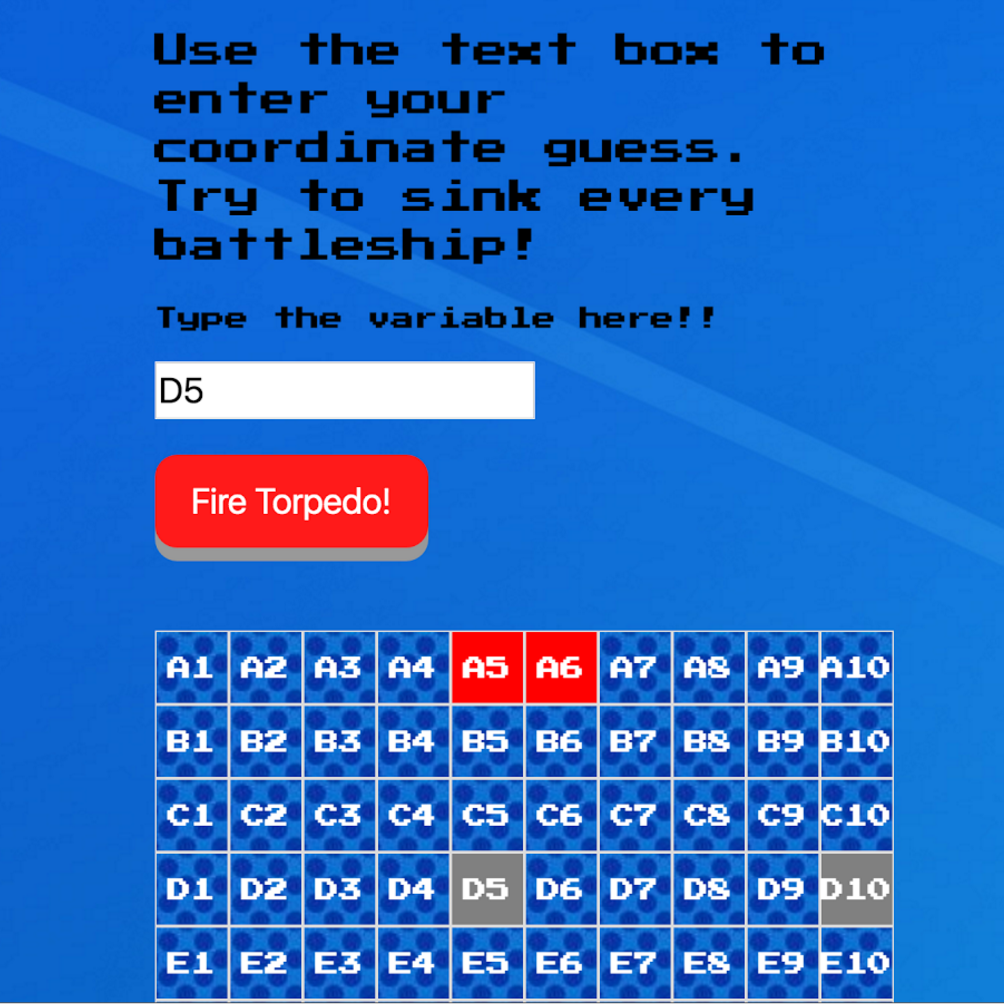 Use the text box to
enter your
coordinate guess.
Try to sink every
battleship!
Type the variable here!!
D5
Fire Torpedo!
A1 A2 A3 A4 A5 A6 A7 A8 A9 A10
B1 B2 B3 B4 B5 B6 B7 B8 B9 B10
C1 C2 C3 C4 C5 C6 C7 C8 C9 C10
D1 D2 D3 D4 D5 D6 D7 D8 D9 D10
E1 E2 E3 E4 E5 E6 E7 E8 E9 E10